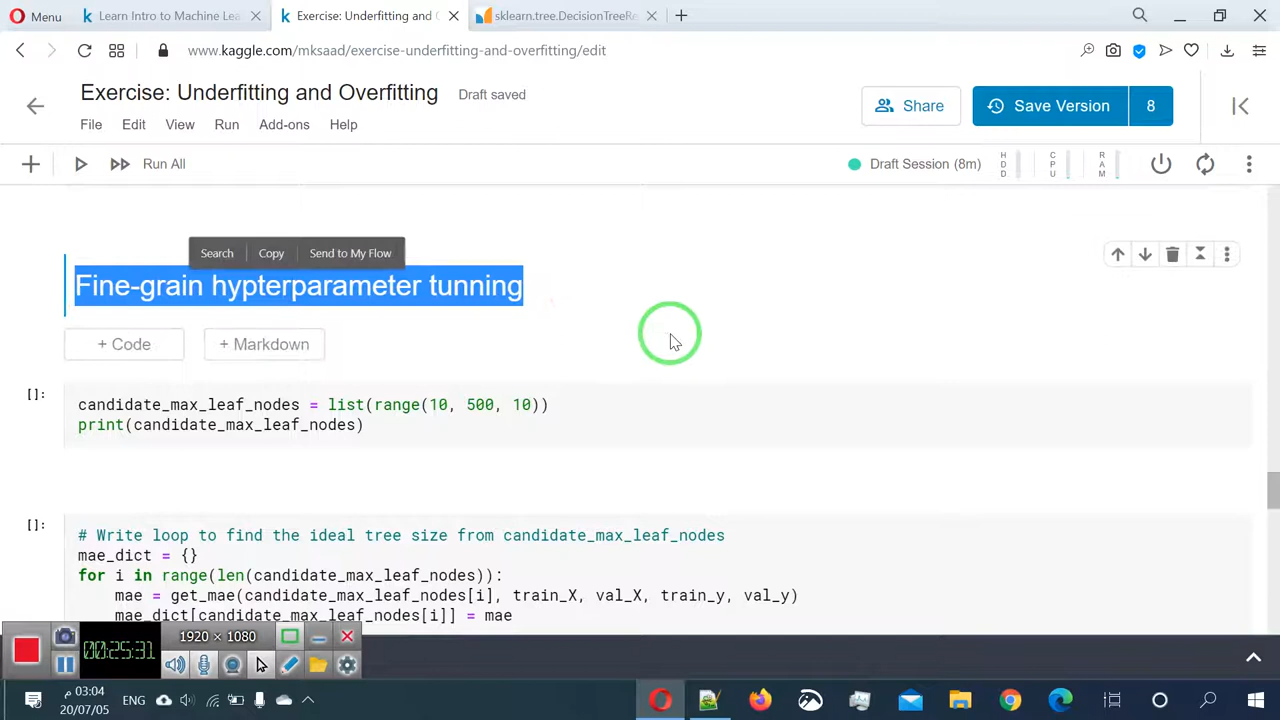 Menu
Learn Intro to Machine Lea
Exercise: Underfitting and O
sklearn.tree.DecisionTreeRe
www.kaggle.com/mksaad/exercise-underfitting-and-overfitting/edit
Exercise: Underfitting and Overfitting
Draft saved
Share
Save Version
8
File
Edit
View
Run
Add-ons
Help
Run All
Draft Session (8m)
HDD
CPU
RAM
Search
Copy
Send to My Flow
Fine-grain hypterparameter tunning
+ Code
+ Markdown
[]:
candidate_max_leaf_nodes = list(range(10, 500, 10))
print(candidate_max_leaf_nodes)
[]:
# Write loop to find the ideal tree size from candidate_max_leaf_nodes
mae_dict = {}
for i in range(len(candidate_max_leaf_nodes)):
mae = get_mae(candidate_max_leaf_nodes[i], train_X, val_X, train_y, val_y)
mae_dict[candidate_max_leaf_nodes[i]] = mae
1920 × 1080
00:25:31
03:04 م
20/07/05
ENG